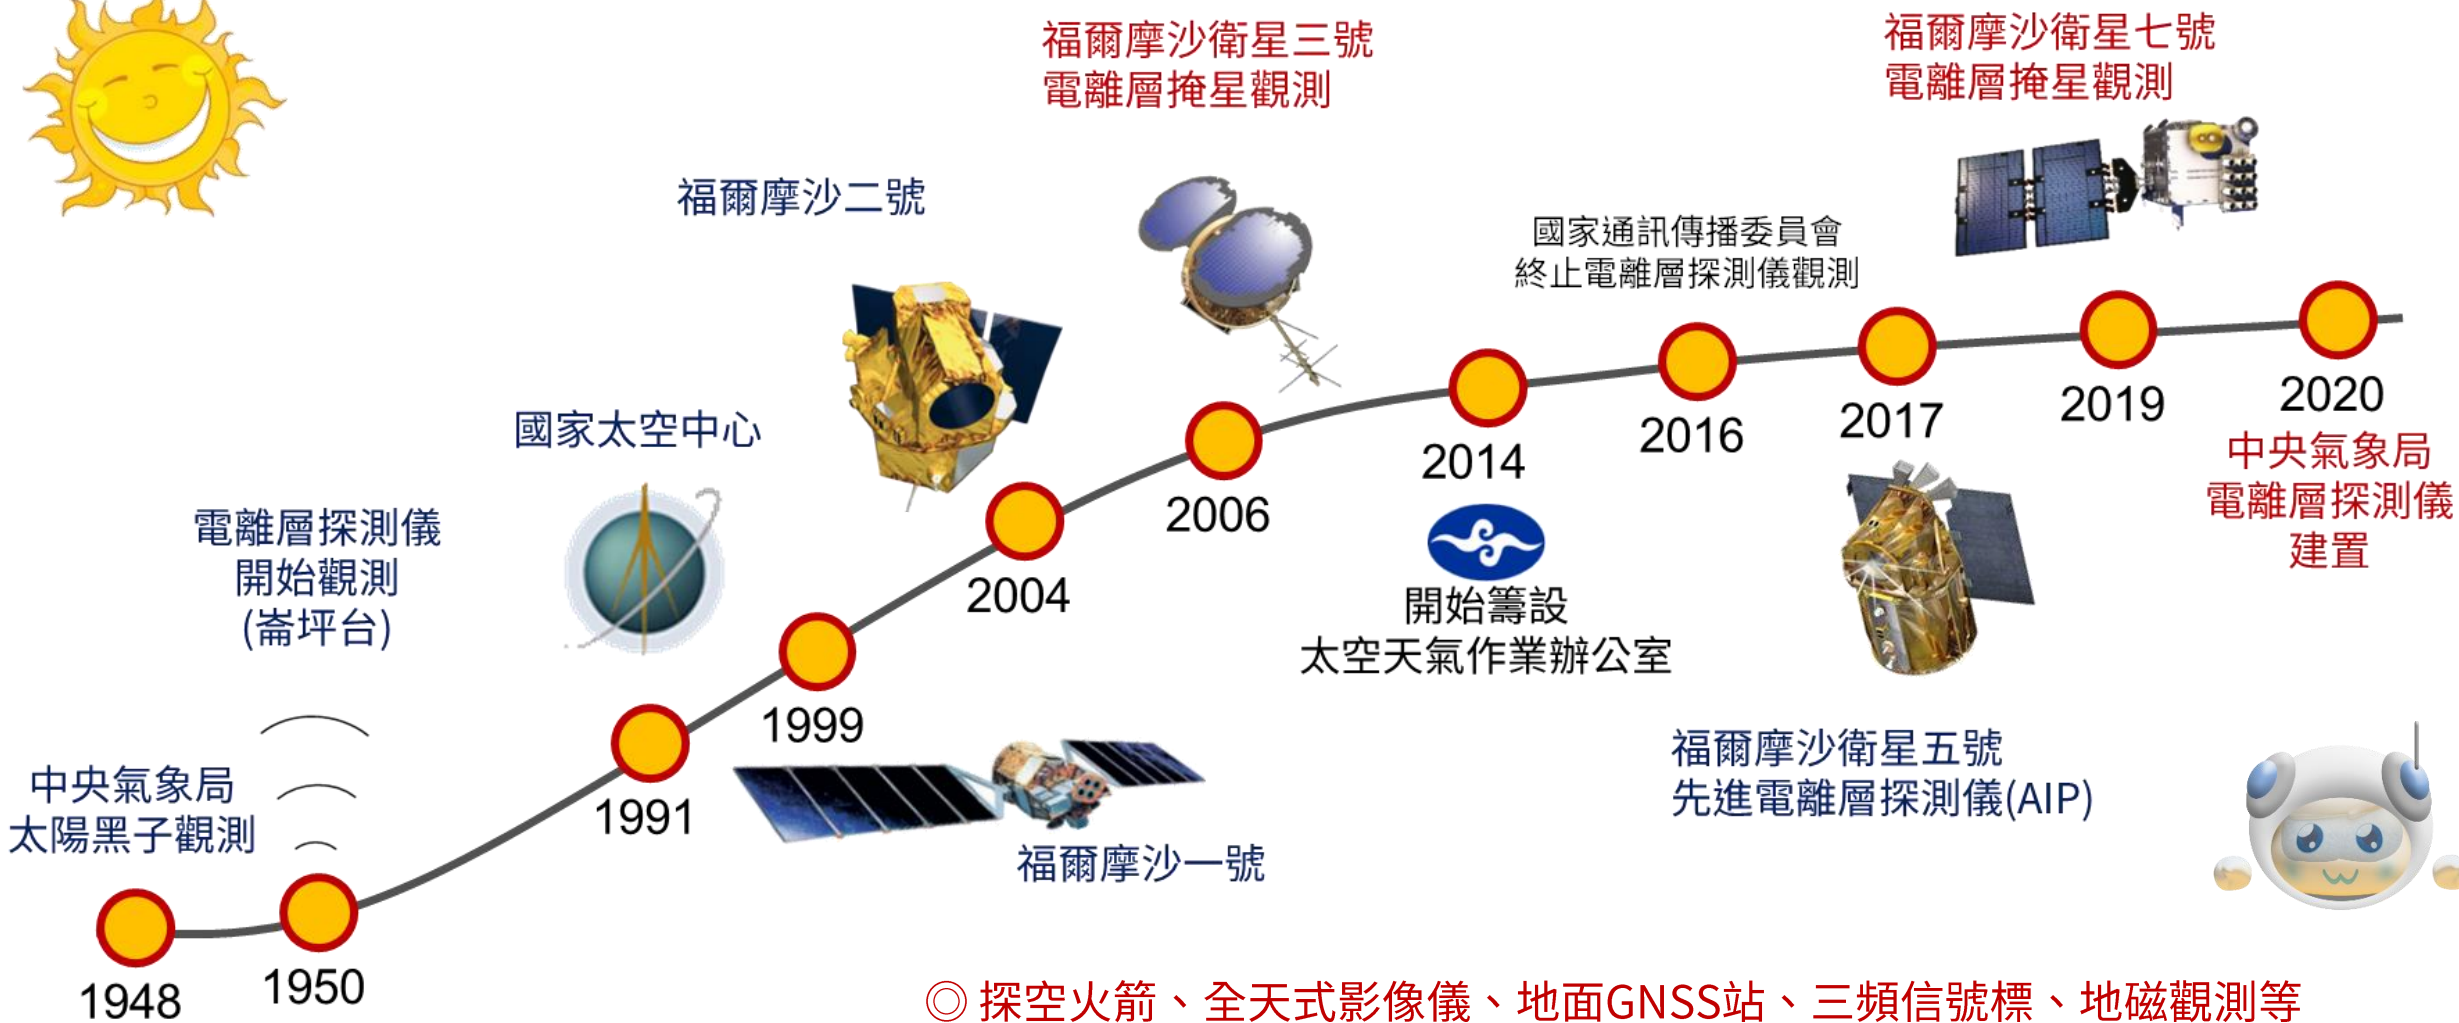 中央氣象局
太陽黑子觀測
1948
電離層探測儀
開始觀測
(崙坪台)
1950
國家太空中心
1991
1999
福爾摩沙一號
福爾摩沙二號
2004
福爾摩沙衛星三號
電離層掩星觀測
2006
2014
開始籌設
太空天氣作業辦公室
國家通訊傳播委員會
終止電離層探測儀觀測
2016
2017
福爾摩沙衛星五號
先進電離層探測儀(AIP)
福爾摩沙衛星七號
電離層掩星觀測
2019
2020
中央氣象局
電離層探測儀
建置
◎ 探空火箭、全天式影像儀、地面GNSS站、三頻信號標、地磁觀測等